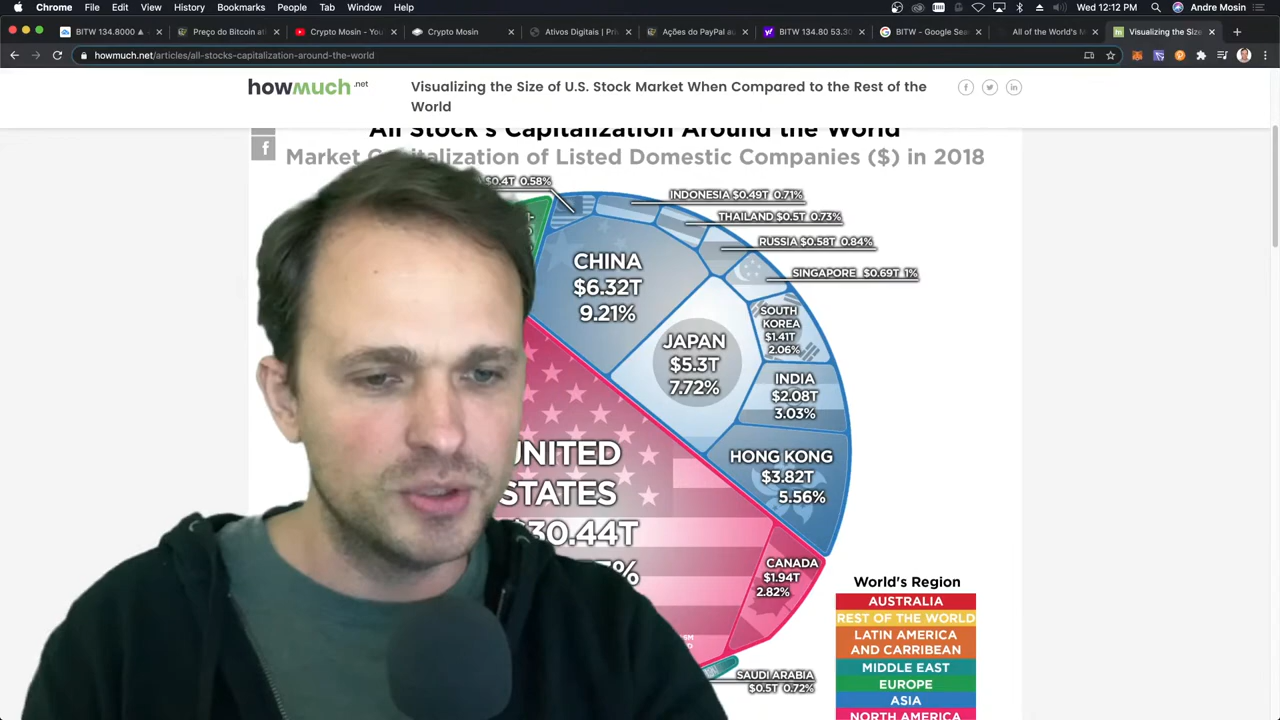 Chrome File Edit View History Bookmarks People Tab Window Help
Wed 12:12 PM Andre Mosin
BITW 134.8000 ▲
Preço do Bitcoin a
Crypto Mosin - You
Crypto Mosin
Ativos Digitais | Pri
Ações do PayPal au
BITW 134.80 53.30
BITW - Google Sea
All of the World's M
Visualizing the Size
howmuch.net/articles/all-stocks-capitalization-around-the-world
howmuch.net
Visualizing the Size of U.S. Stock Market When Compared to the Rest of the
World
All Stock's Capitalization Around the World
Market Capitalization of Listed Domestic Companies ($) in 2018
$0.4T 0.58%
INDONESIA $0.49T 0.71%
THAILAND $0.5T 0.73%
RUSSIA $0.58T 0.84%
SINGAPORE $0.69T 1%
CHINA
$6.32T
9.21%
SOUTH
KOREA
$1.41T
2.06%
JAPAN
$5.3T
7.72%
INDIA
$2.08T
3.03%
HONG KONG
$3.82T
5.56%
UNITED
STATES
$30.44T
CANADA
$1.94T
2.82%
SAUDI ARABIA
$0.5T 0.72%
World's Region
AUSTRALIA
REST OF THE WORLD
LATIN AMERICA
AND CARRIBEAN
MIDDLE EAST
EUROPE
ASIA
NORTH AMERICA